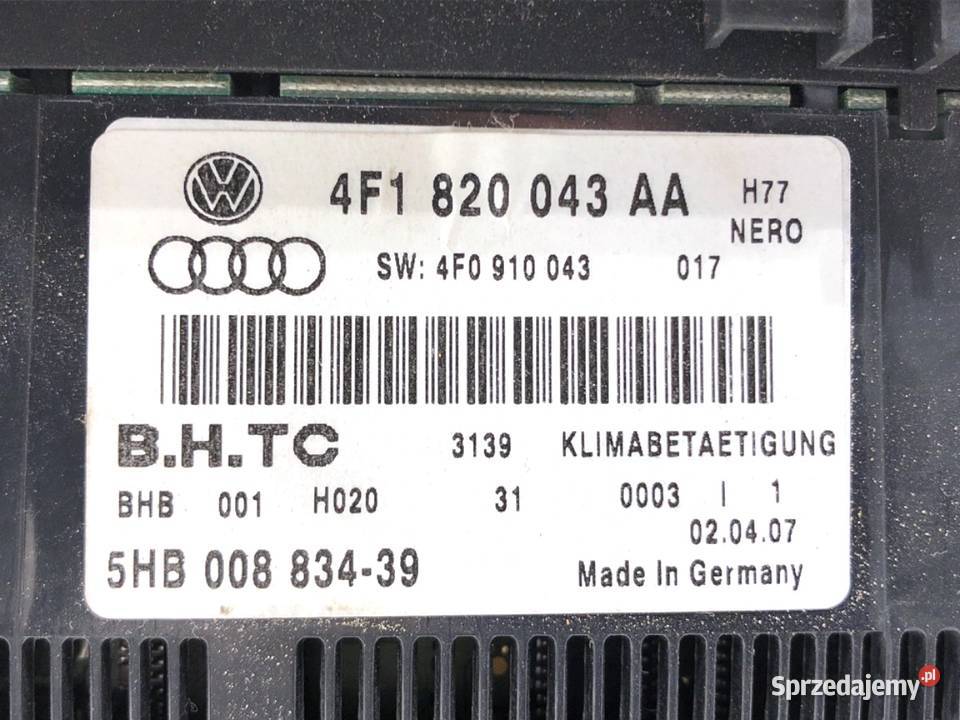 4F1 820 043 AA H77
NERO
SW: 4F0 910 043 017
B.H.TC 3139 KLIMABETAETIGUNG
BHB 001 H020 31 0003 I 1
02.04.07
5HB 008 834-39 Made In Germany
Sprzedajemy.pl